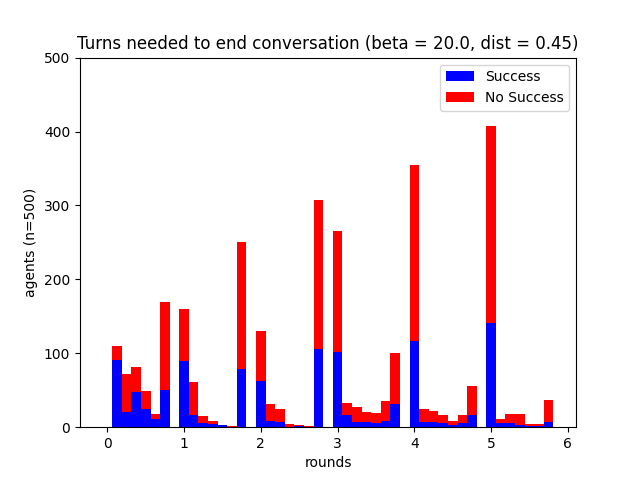 Turns needed to end conversation (beta = 20.0, dist = 0.45)
500
400
300
200
100
0
agents (n=500)
Success
No Success
0 1 2 3 4 5 6
rounds